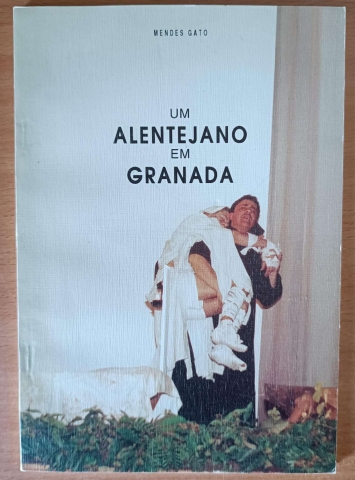 MENDES GATO
UM
ALENTEJANO
EM
GRANADA